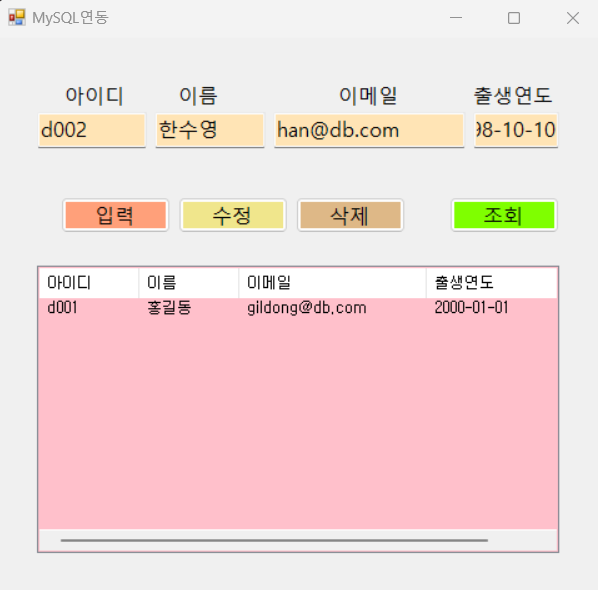 MySQL연동
아이디 이름 이메일 출생연도
d002 한수영 han@db.com 98-10-10
입력 수정 삭제 조회
아이디 이름 이메일 출생연도
d001 홍길동 gildong@db.com 2000-01-01